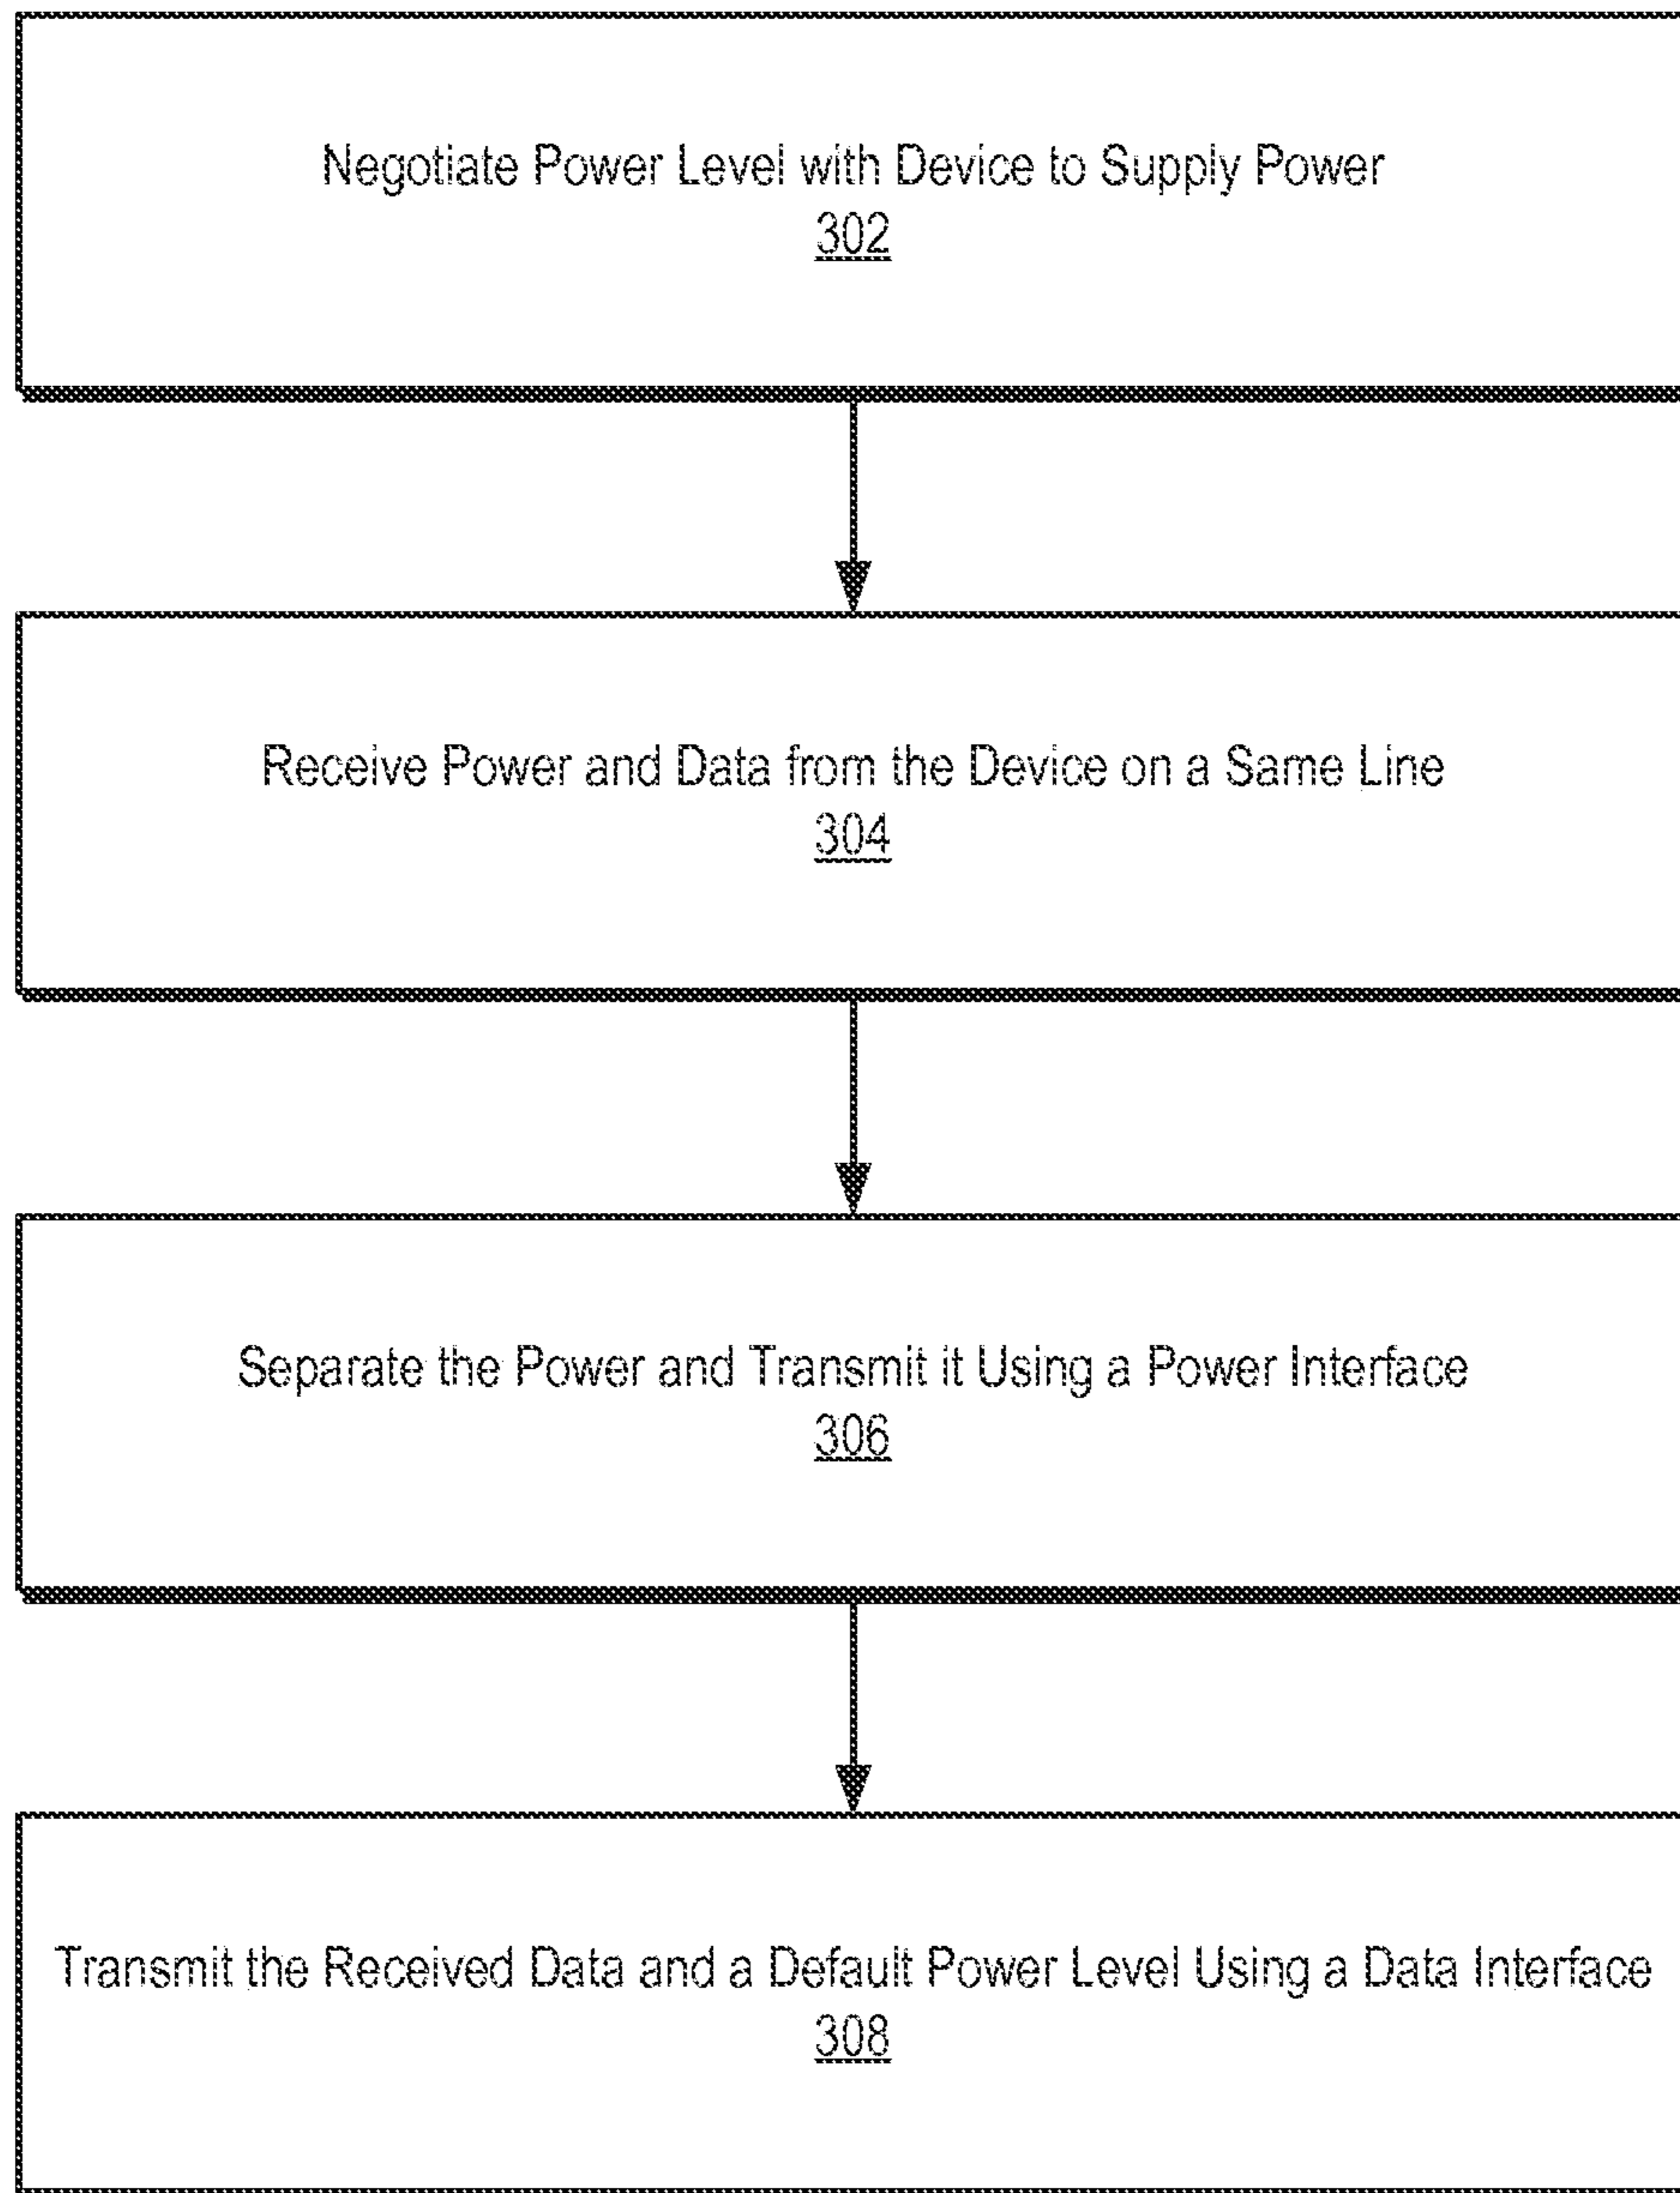 Negotiate Power Level with Device to Supply Power
302
Receive Power and Data from the Device on a Same Line
304
Separate the Power and Transmit it Using a Power Interface
306
Transmit the Received Data and a Default Power Level Using a Data Interface
308